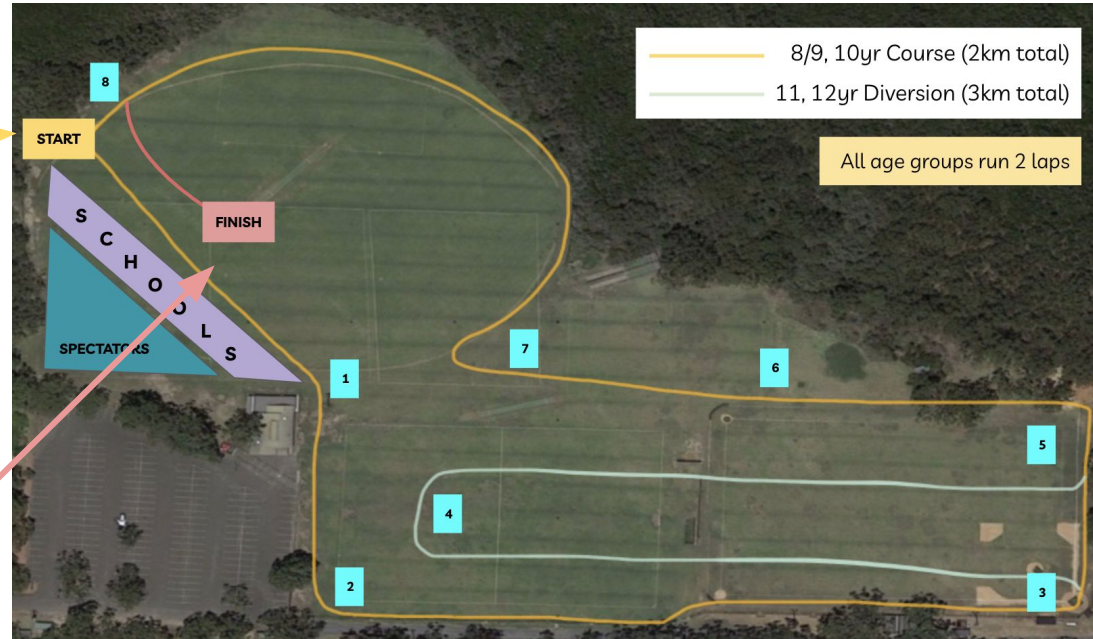 8/9, 10yr Course (2km total)
11, 12yr Diversion (3km total)
All age groups run 2 laps
8
START
FINISH
SCHOOLS
SPECTATORS
1
7
6
5
4
2
3